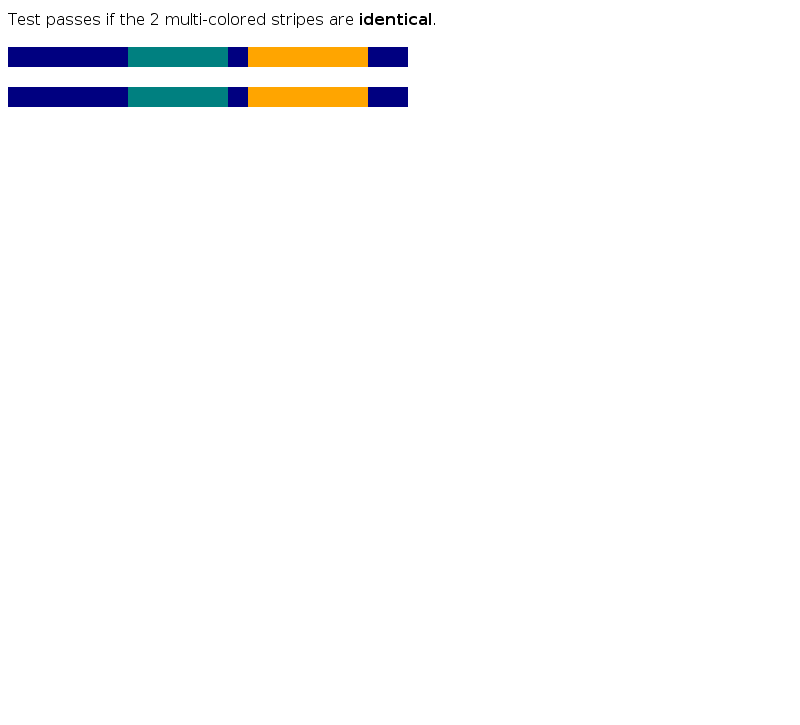 Test passes if the 2 multi-colored stripes are identical.